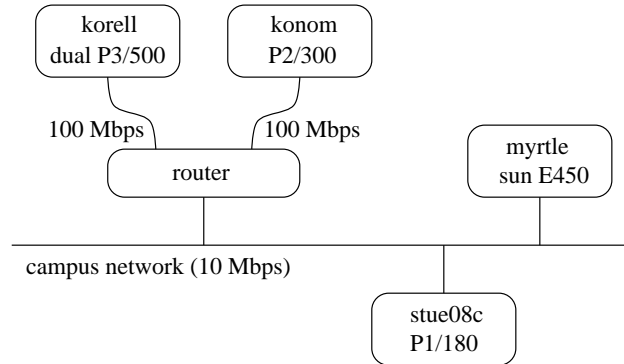 korell
dual P3/500
konom
P2/300
100 Mbps
100 Mbps
router
myrtle
sun E450
campus network (10 Mbps)
stue08c
P1/180